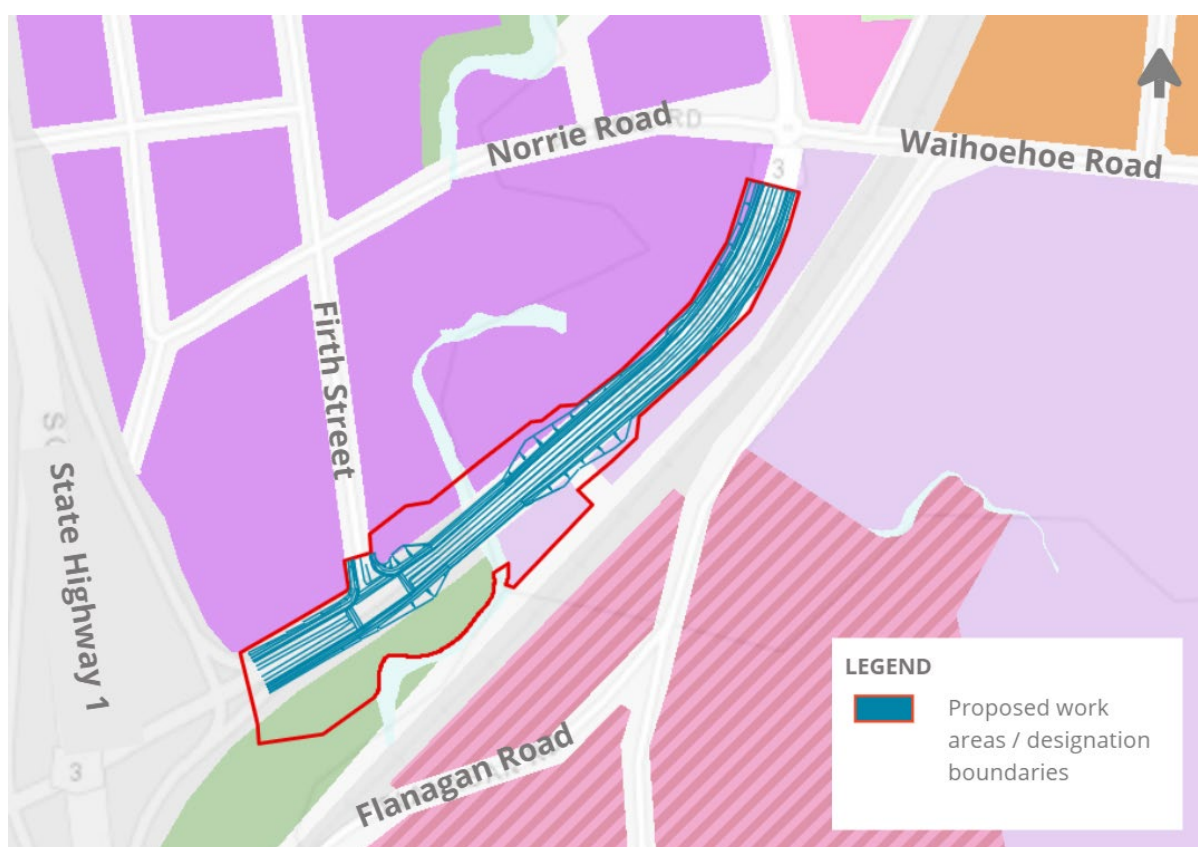 Norrie Road
RD
Waihoehoe Road
3
Firth Street
S
State Highway 1
3
Flanagan Road
LEGEND
Proposed work
areas / designation
boundaries